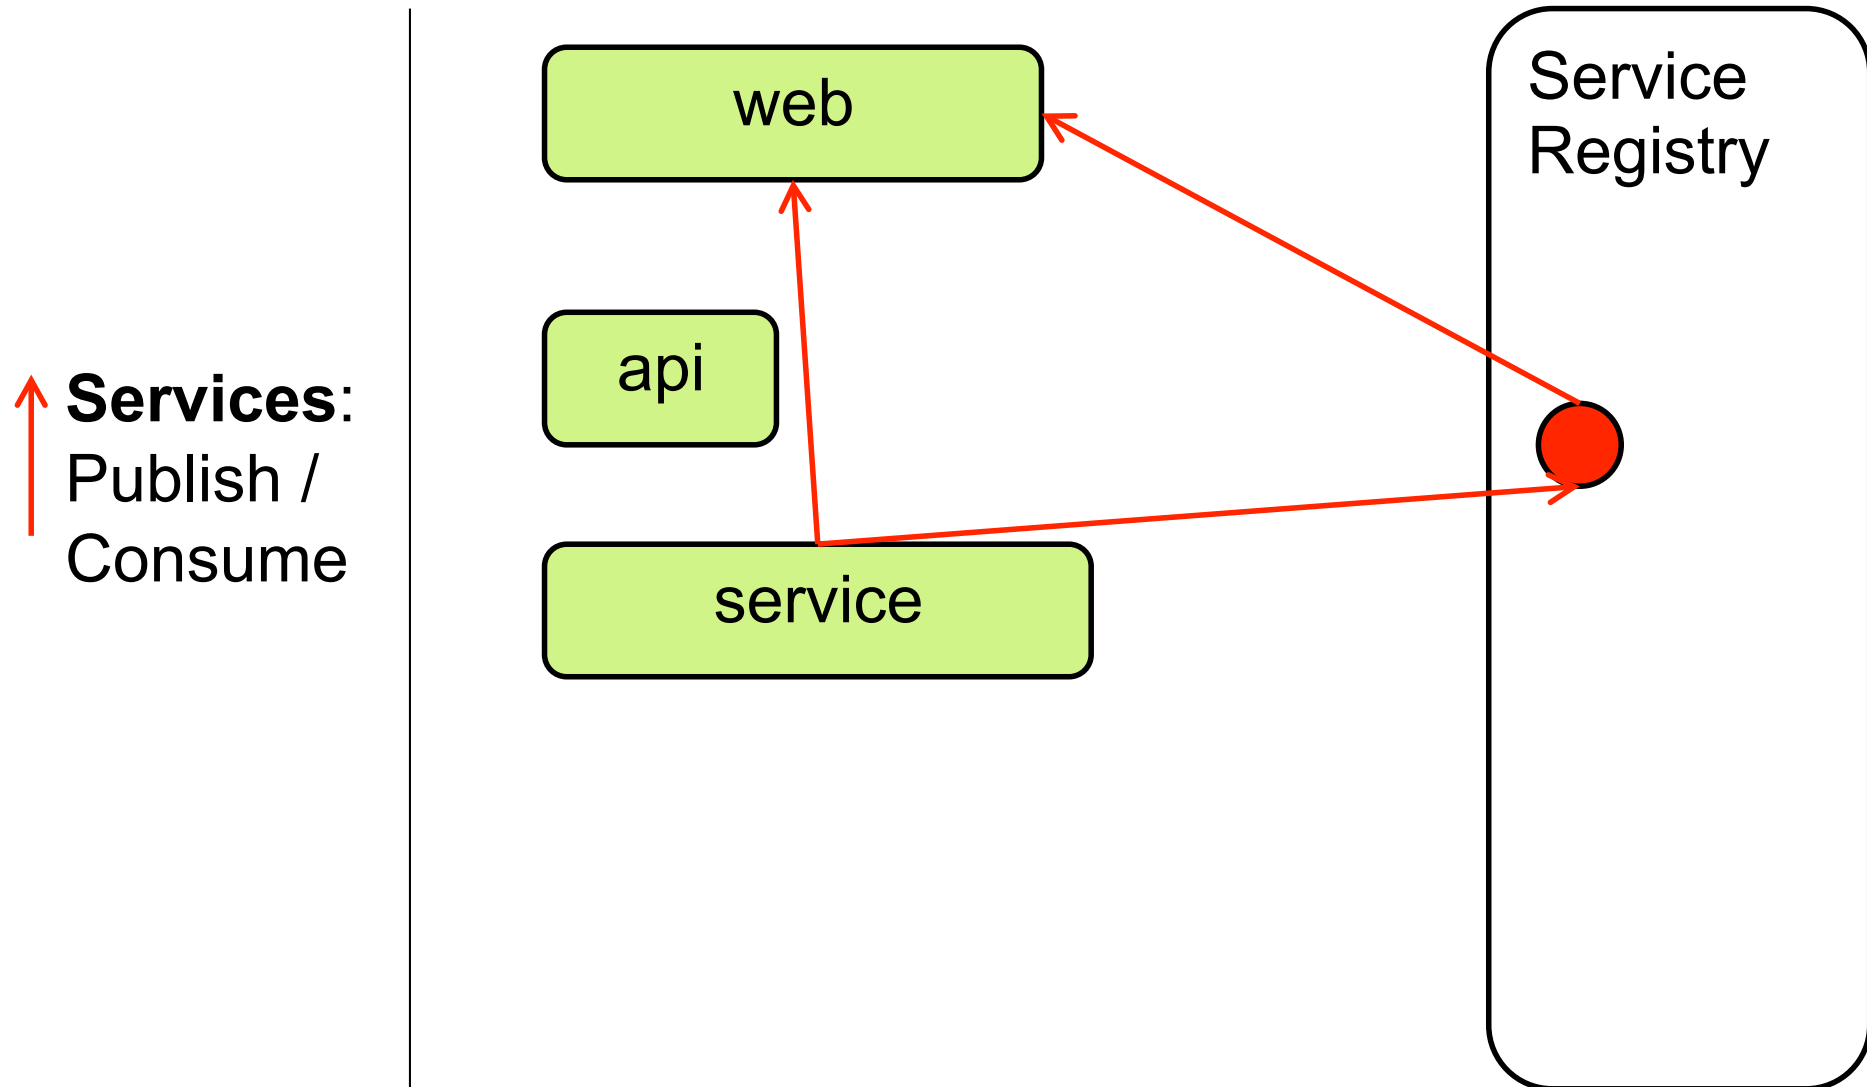 Services:
Publish /
Consume
web
api
service
Service
Registry